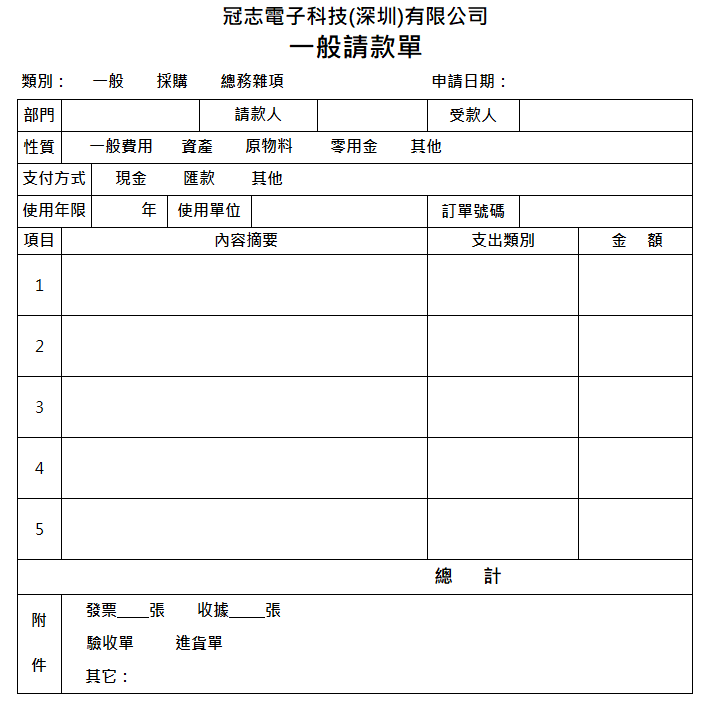 冠志電子科技(深圳)有限公司
一般請款單
類別： 一般 採購 總務雜項 申請日期：
部門 請款人 受款人
性質 一般費用 資產 原物料 零用金 其他
支付方式 現金 匯款 其他
使用年限 年 使用單位 訂單號碼
項目 內容摘要 支出類別 金 額
1
2
3
4
5
總 計
附件 發票____張 收據____張
驗收單 進貨單
其它：